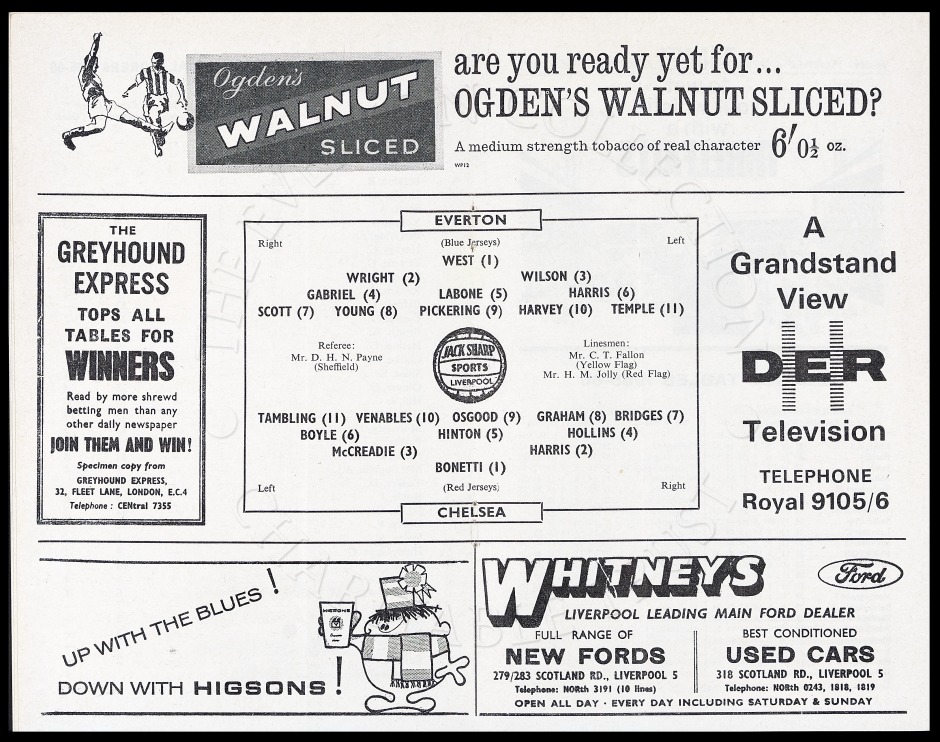 Ogden's
WALNUT
SLICED
are you ready yet for...
OGDEN'S WALNUT SLICED?
A medium strength tobacco of real character 6'0½ oz.
WP12
THE
GREYHOUND
EXPRESS
TOPS ALL
TABLES FOR
WINNERS
Read by more shrewd
betting men than any
other daily newspaper
JOIN THEM AND WIN!
Specimen copy from
GREYHOUND EXPRESS,
32, FLEET LANE, LONDON, E.C.4
Telephone : CENtral 7355
EVERTON
Right (Blue Jerseys) Left
WEST (1)
WRIGHT (2) WILSON (3)
GABRIEL (4) LABONE (5) HARRIS (6)
SCOTT (7) YOUNG (8) PICKERING (9) HARVEY (10) TEMPLE (11)
Referee:
Mr. D. H. N. Payne
(Sheffield)
JACK SHARP
SPORTS
LIVERPOOL
Linesmen:
Mr. C. T. Fallon
(Yellow Flag)
Mr. H. M. Jolly (Red Flag)
TAMBLING (11) VENABLES (10) OSGOOD (9) GRAHAM (8) BRIDGES (7)
BOYLE (6) HINTON (5) HOLLINS (4)
McCREADIE (3) HARRIS (2)
BONETTI (1)
Left (Red Jerseys) Right
CHELSEA
A
Grandstand
View
DER
Television
TELEPHONE
Royal 9105/6
UP WITH THE BLUES !
DOWN WITH HIGSONS !
HIGSONS
WHITNEYS
Ford
LIVERPOOL LEADING MAIN FORD DEALER
FULL RANGE OF
NEW FORDS
279/283 SCOTLAND RD., LIVERPOOL 5
Telephone: NORth 3191 (10 lines)
BEST CONDITIONED
USED CARS
318 SCOTLAND RD., LIVERPOOL 5
Telephone: NORth 0243, 1818, 1819
OPEN ALL DAY · EVERY DAY INCLUDING SATURDAY & SUNDAY